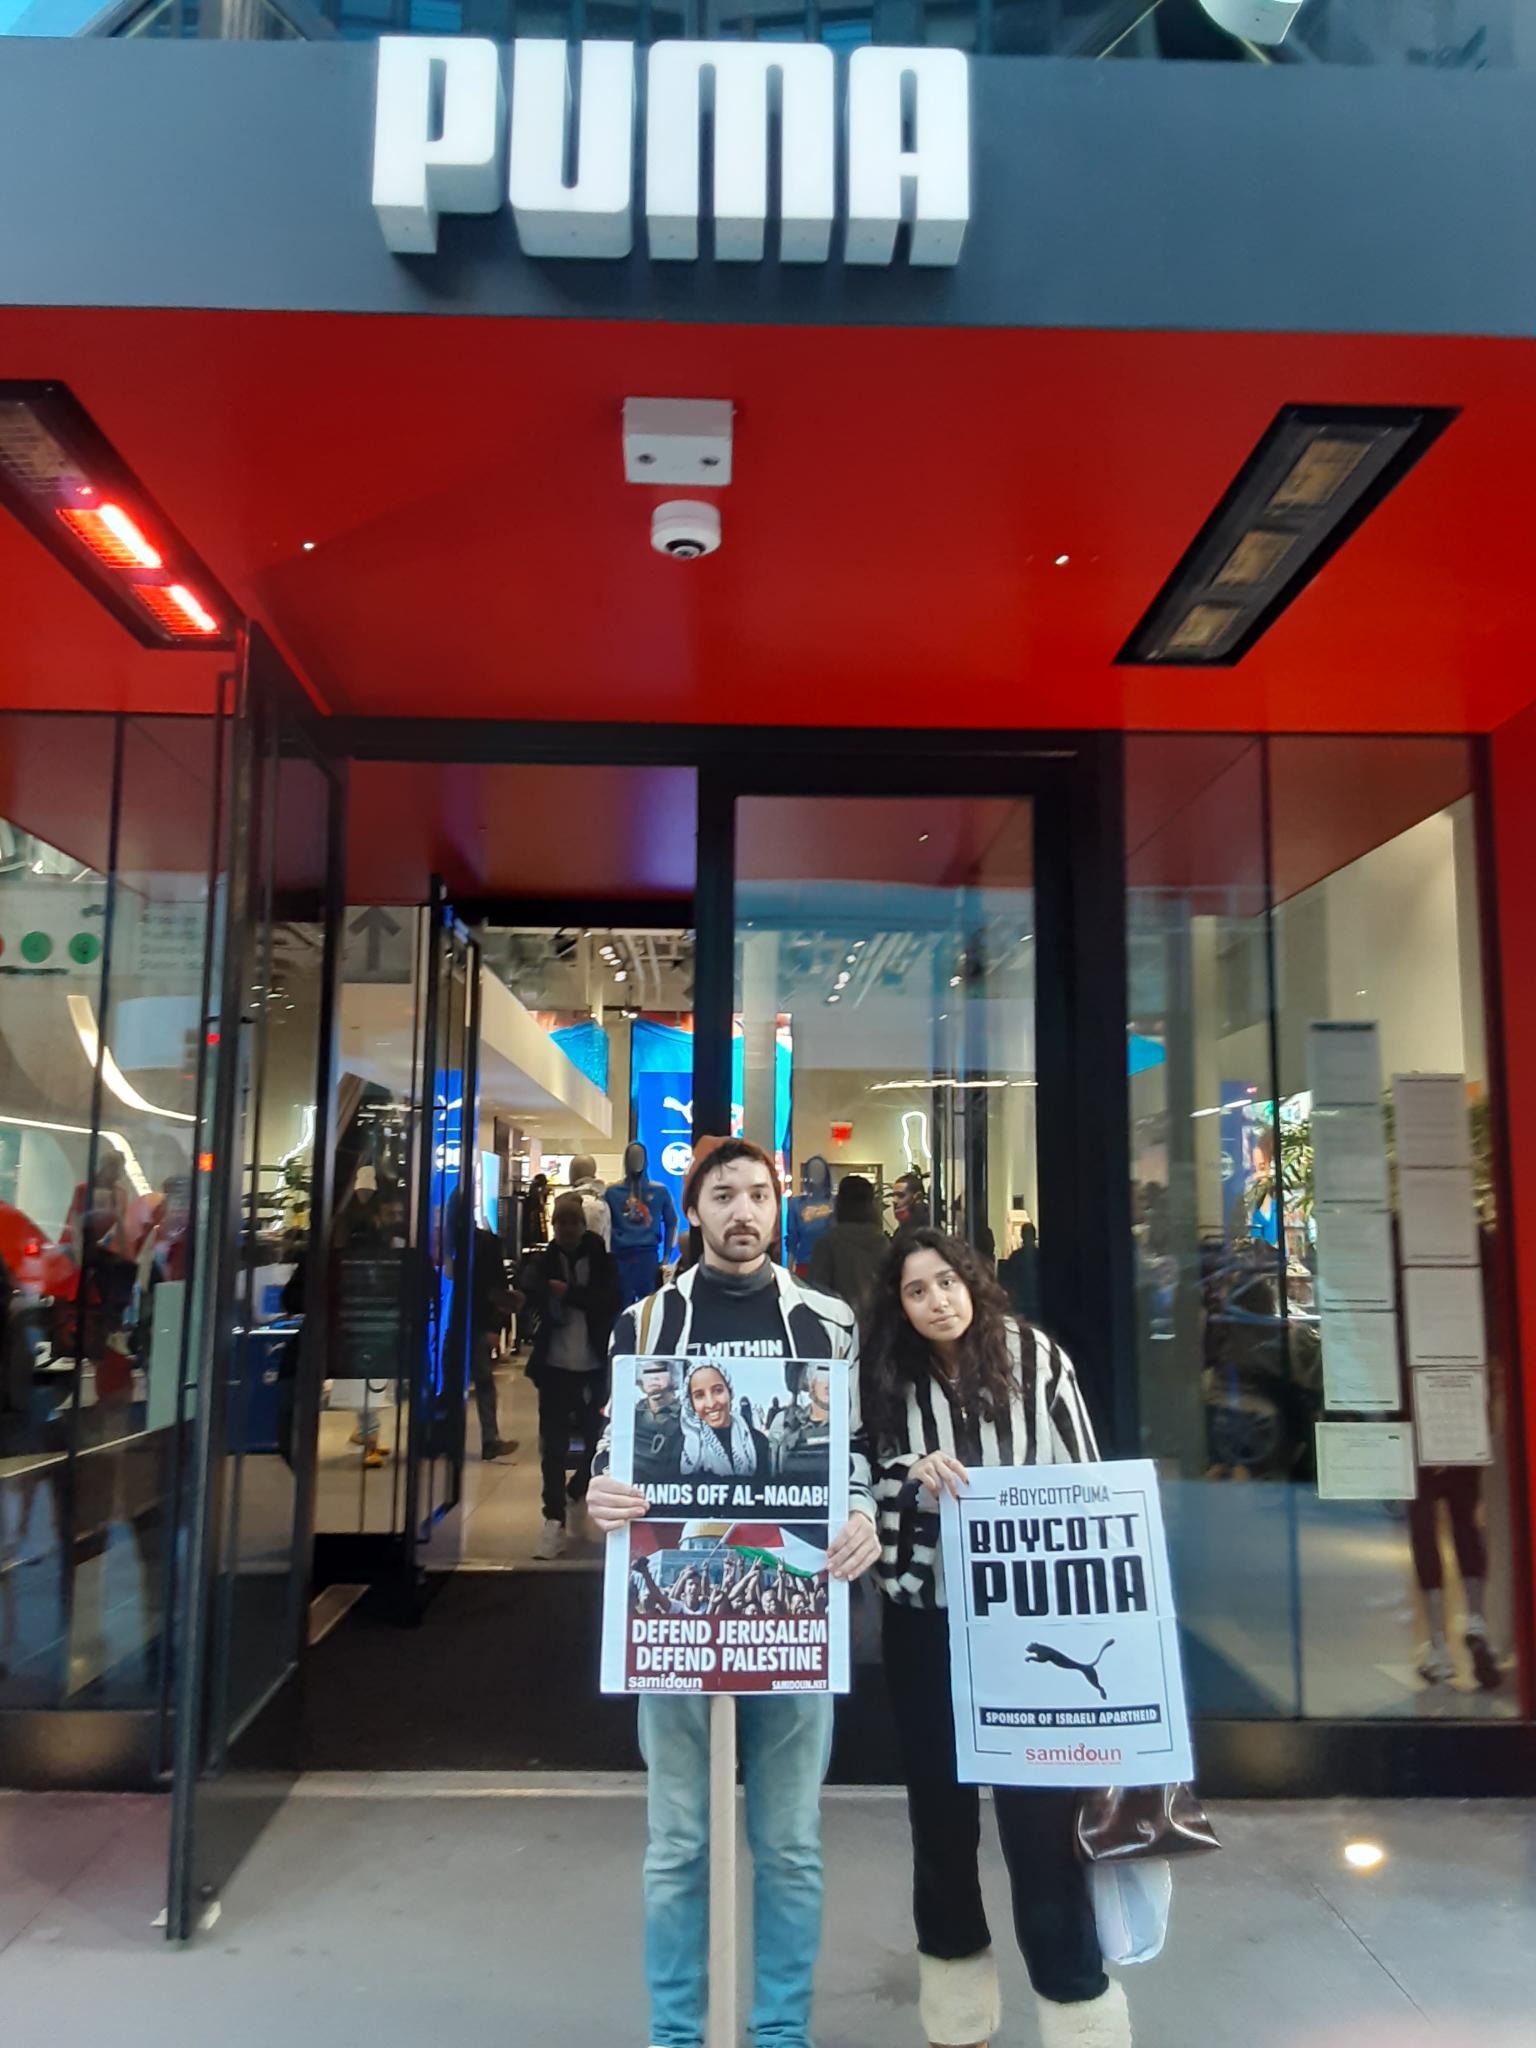 PUMA
WITHIN
HANDS OFF AL-NAQAB!
DEFEND JERUSALEM
DEFEND PALESTINE
samidoun
SAMIDOUN.NET
#BOYCOTTPUMA
BOYCOTT
PUMA
SPONSOR OF ISRAELI APARTHEID
samidoun